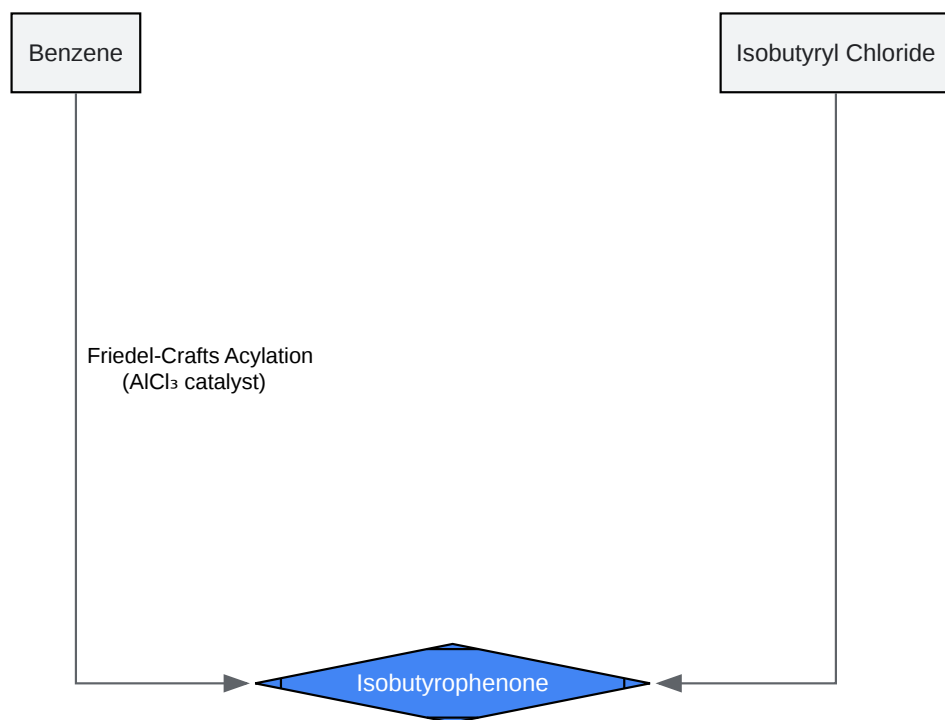 Benzene
Isobutyryl Chloride
Friedel-Crafts Acylation
(AlCl₃ catalyst)
Isobutyrophenone